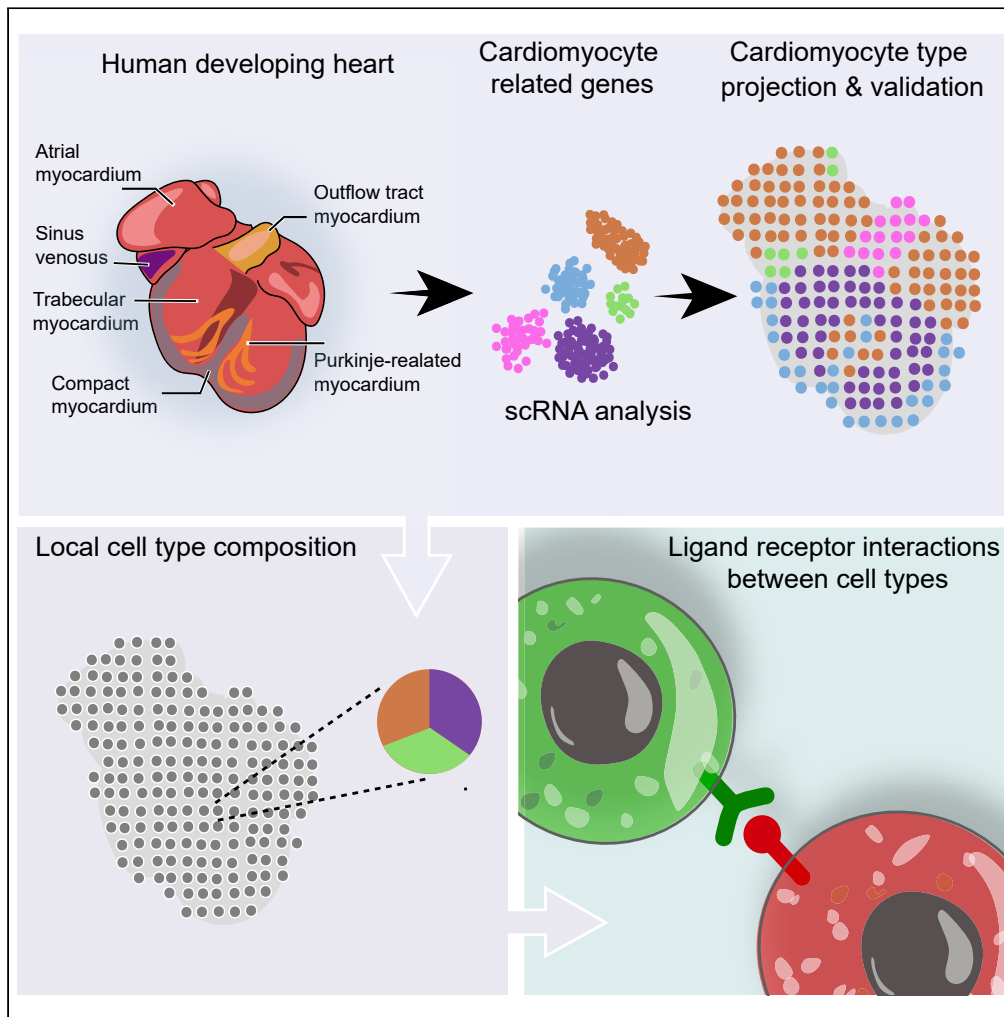 Human developing heart
Cardiomyocyte
related genes
Cardiomyocyte type
projection & validation
Atrial
myocardium
Outflow tract
myocardium
Sinus
venosus
Trabecular
myocardium
Purkinje-realated
myocardium
Compact
myocardium
scRNA analysis
Local cell type composition
Ligand receptor interactions
between cell types